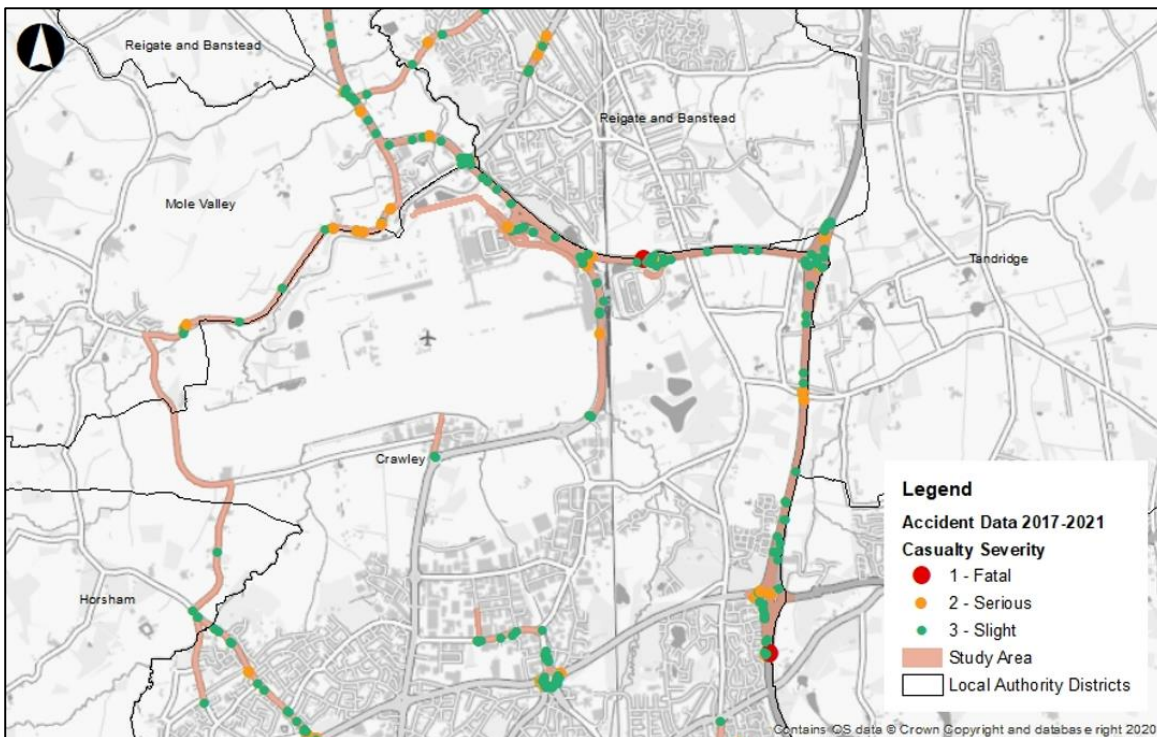 Reigate and Banstead
Reigate and Banstead
Mole Valley
Tandridge
Crawley
Horsham
Legend
Accident Data 2017-2021
Casualty Severity
1 - Fatal
2 - Serious
3 - Slight
Study Area
Local Authority Districts
Contains OS data © Crown Copyright and database right 2020